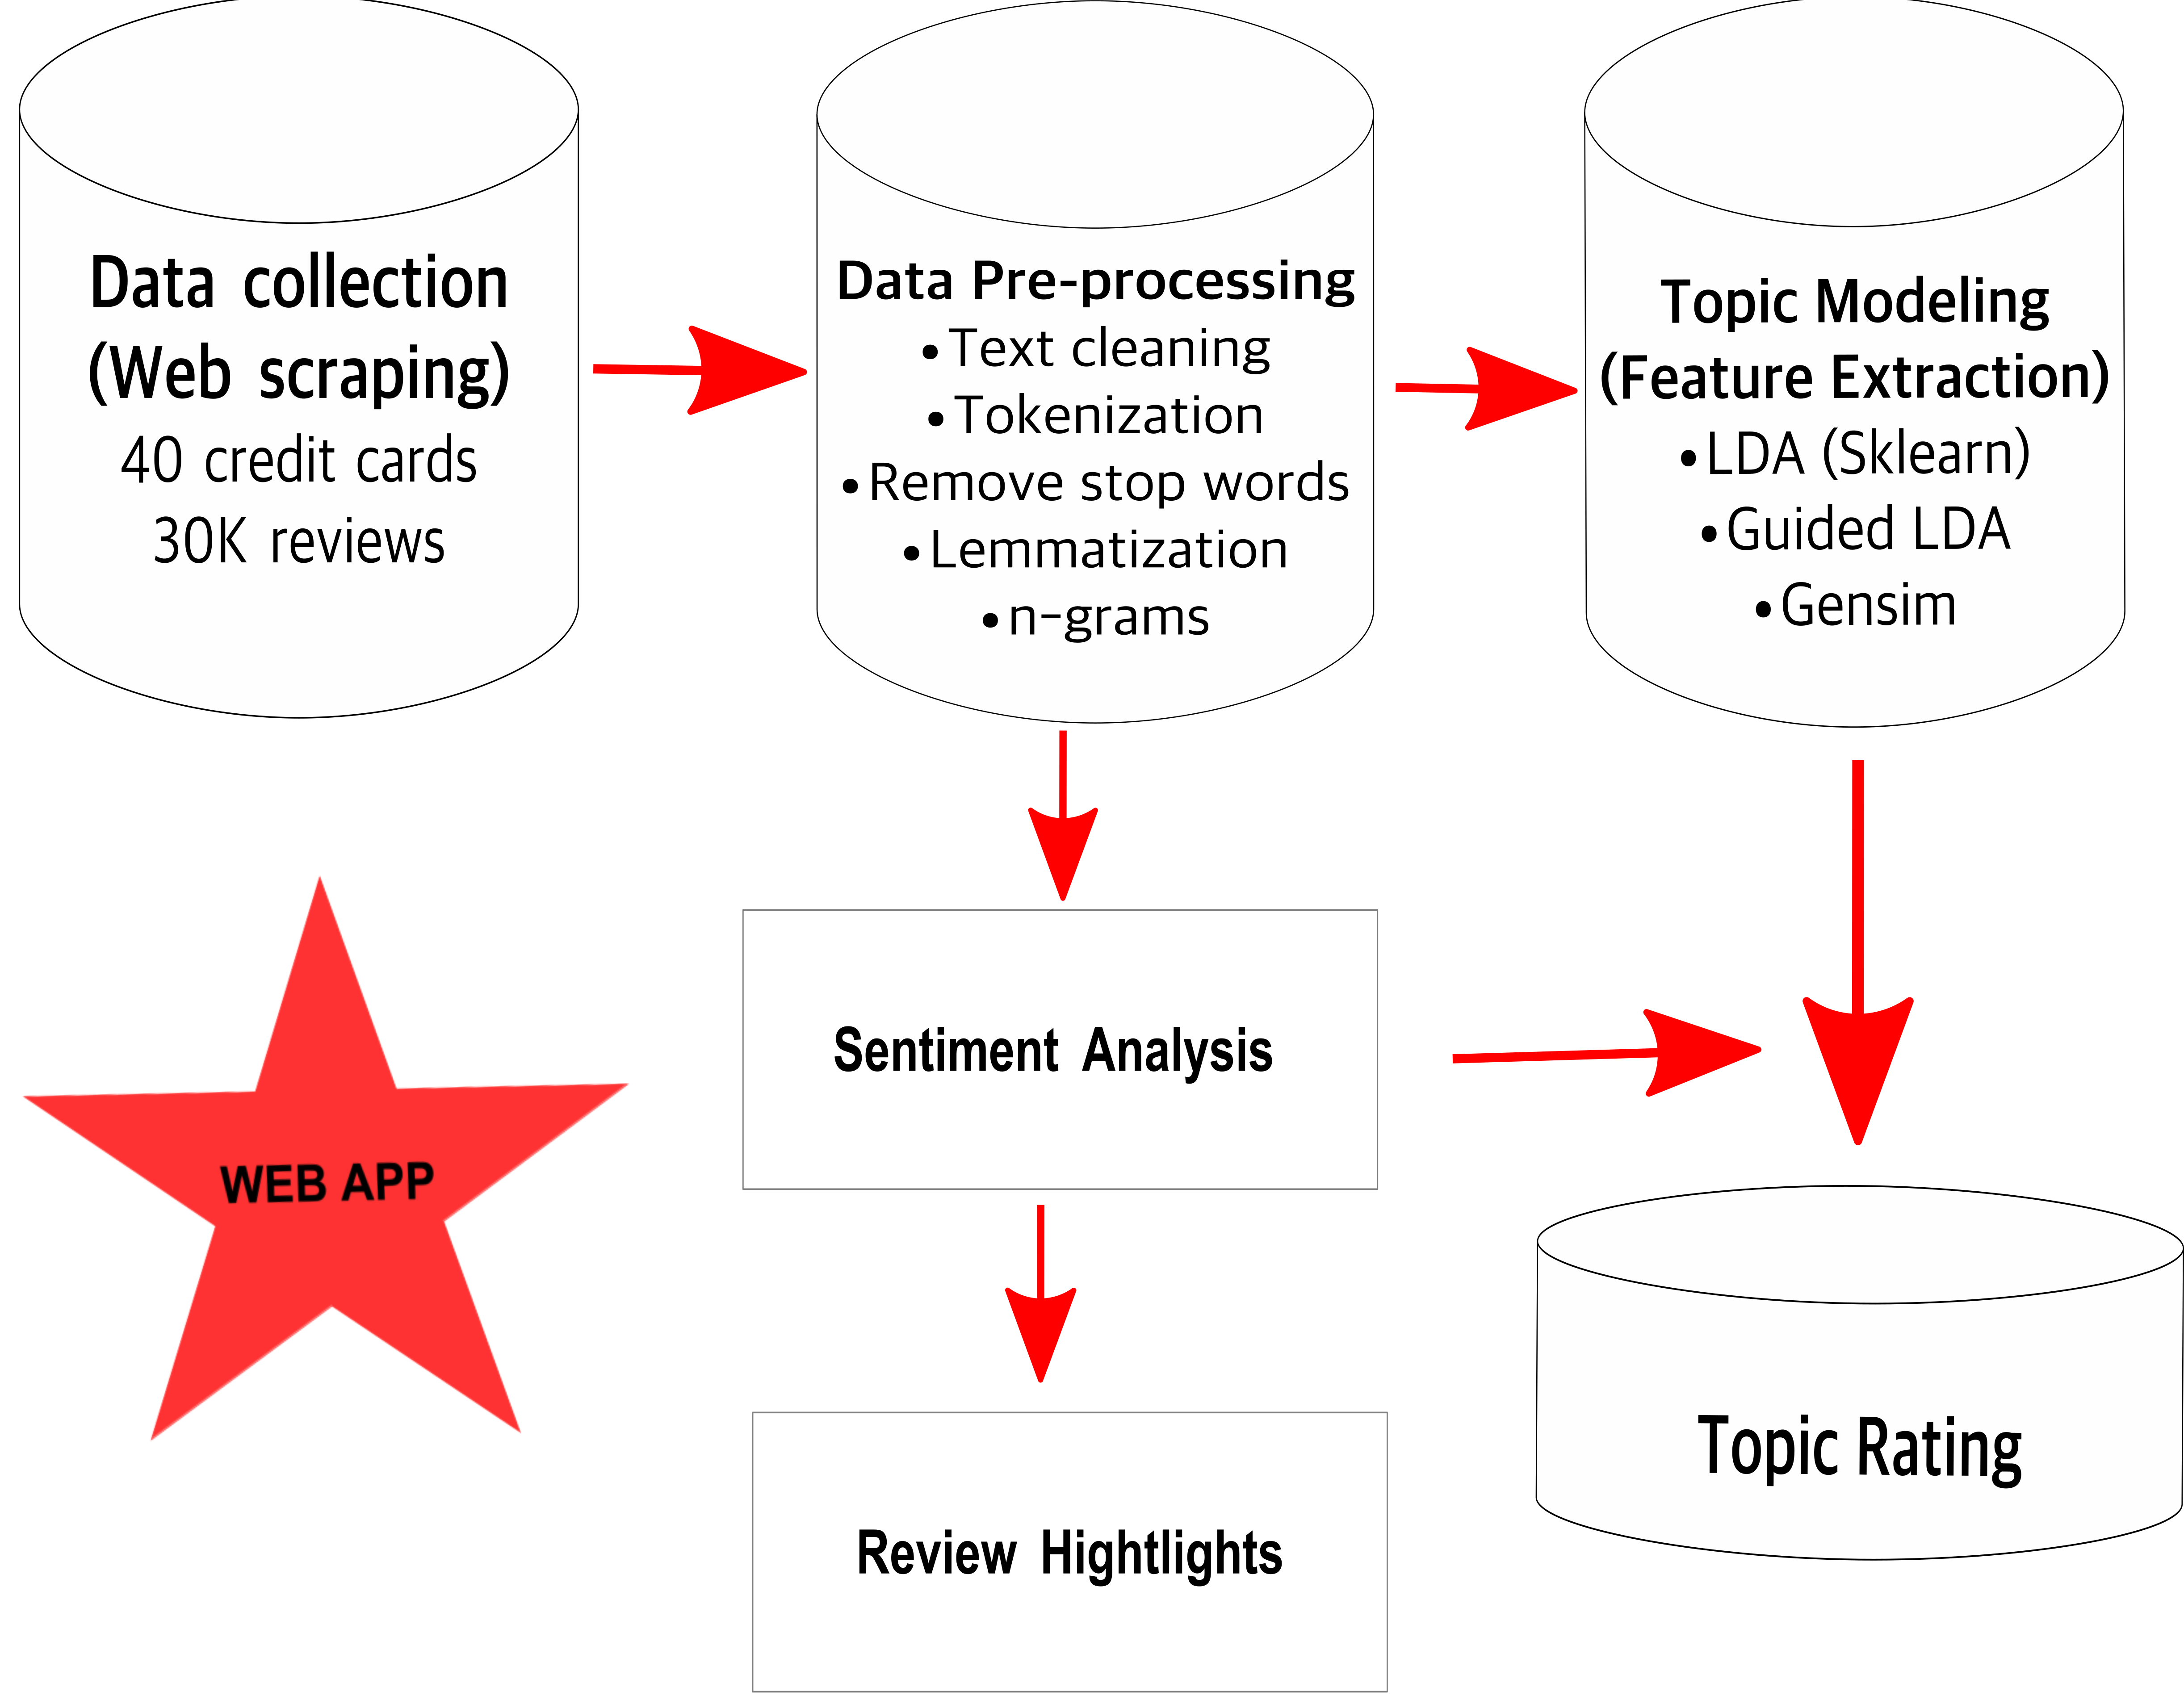 Data collection
(Web scraping)
40 credit cards
30K reviews
Data Pre-processing
• Text cleaning
• Tokenization
• Remove stop words
• Lemmatization
• n-grams
Topic Modeling
(Feature Extraction)
• LDA (Sklearn)
• Guided LDA
• Gensim
Sentiment Analysis
WEB APP
Topic Rating
Review Hightlights